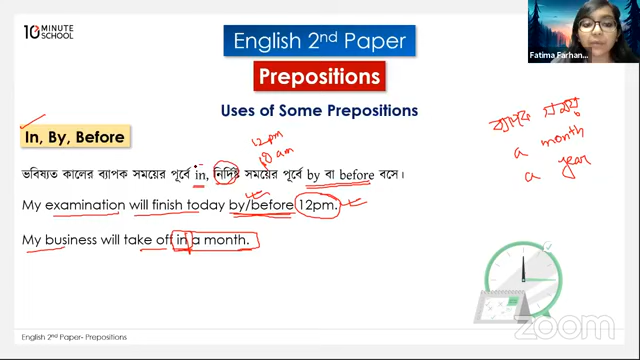 10 MINUTE SCHOOL
English 2nd Paper
Prepositions
Fatima Farhan...
Uses of Some Prepositions
In, By, Before
ব্যাপক সময়
a month
a year
12 pm
10 am
ভবিষ্যত কালের ব্যাপক সময়ের পূর্বে in, নির্দিষ্ট সময়ের পূর্বে by বা before বসে।
My examination will finish today by/before 12pm.
My business will take off in a month.
English 2nd Paper- Prepositions
zoom